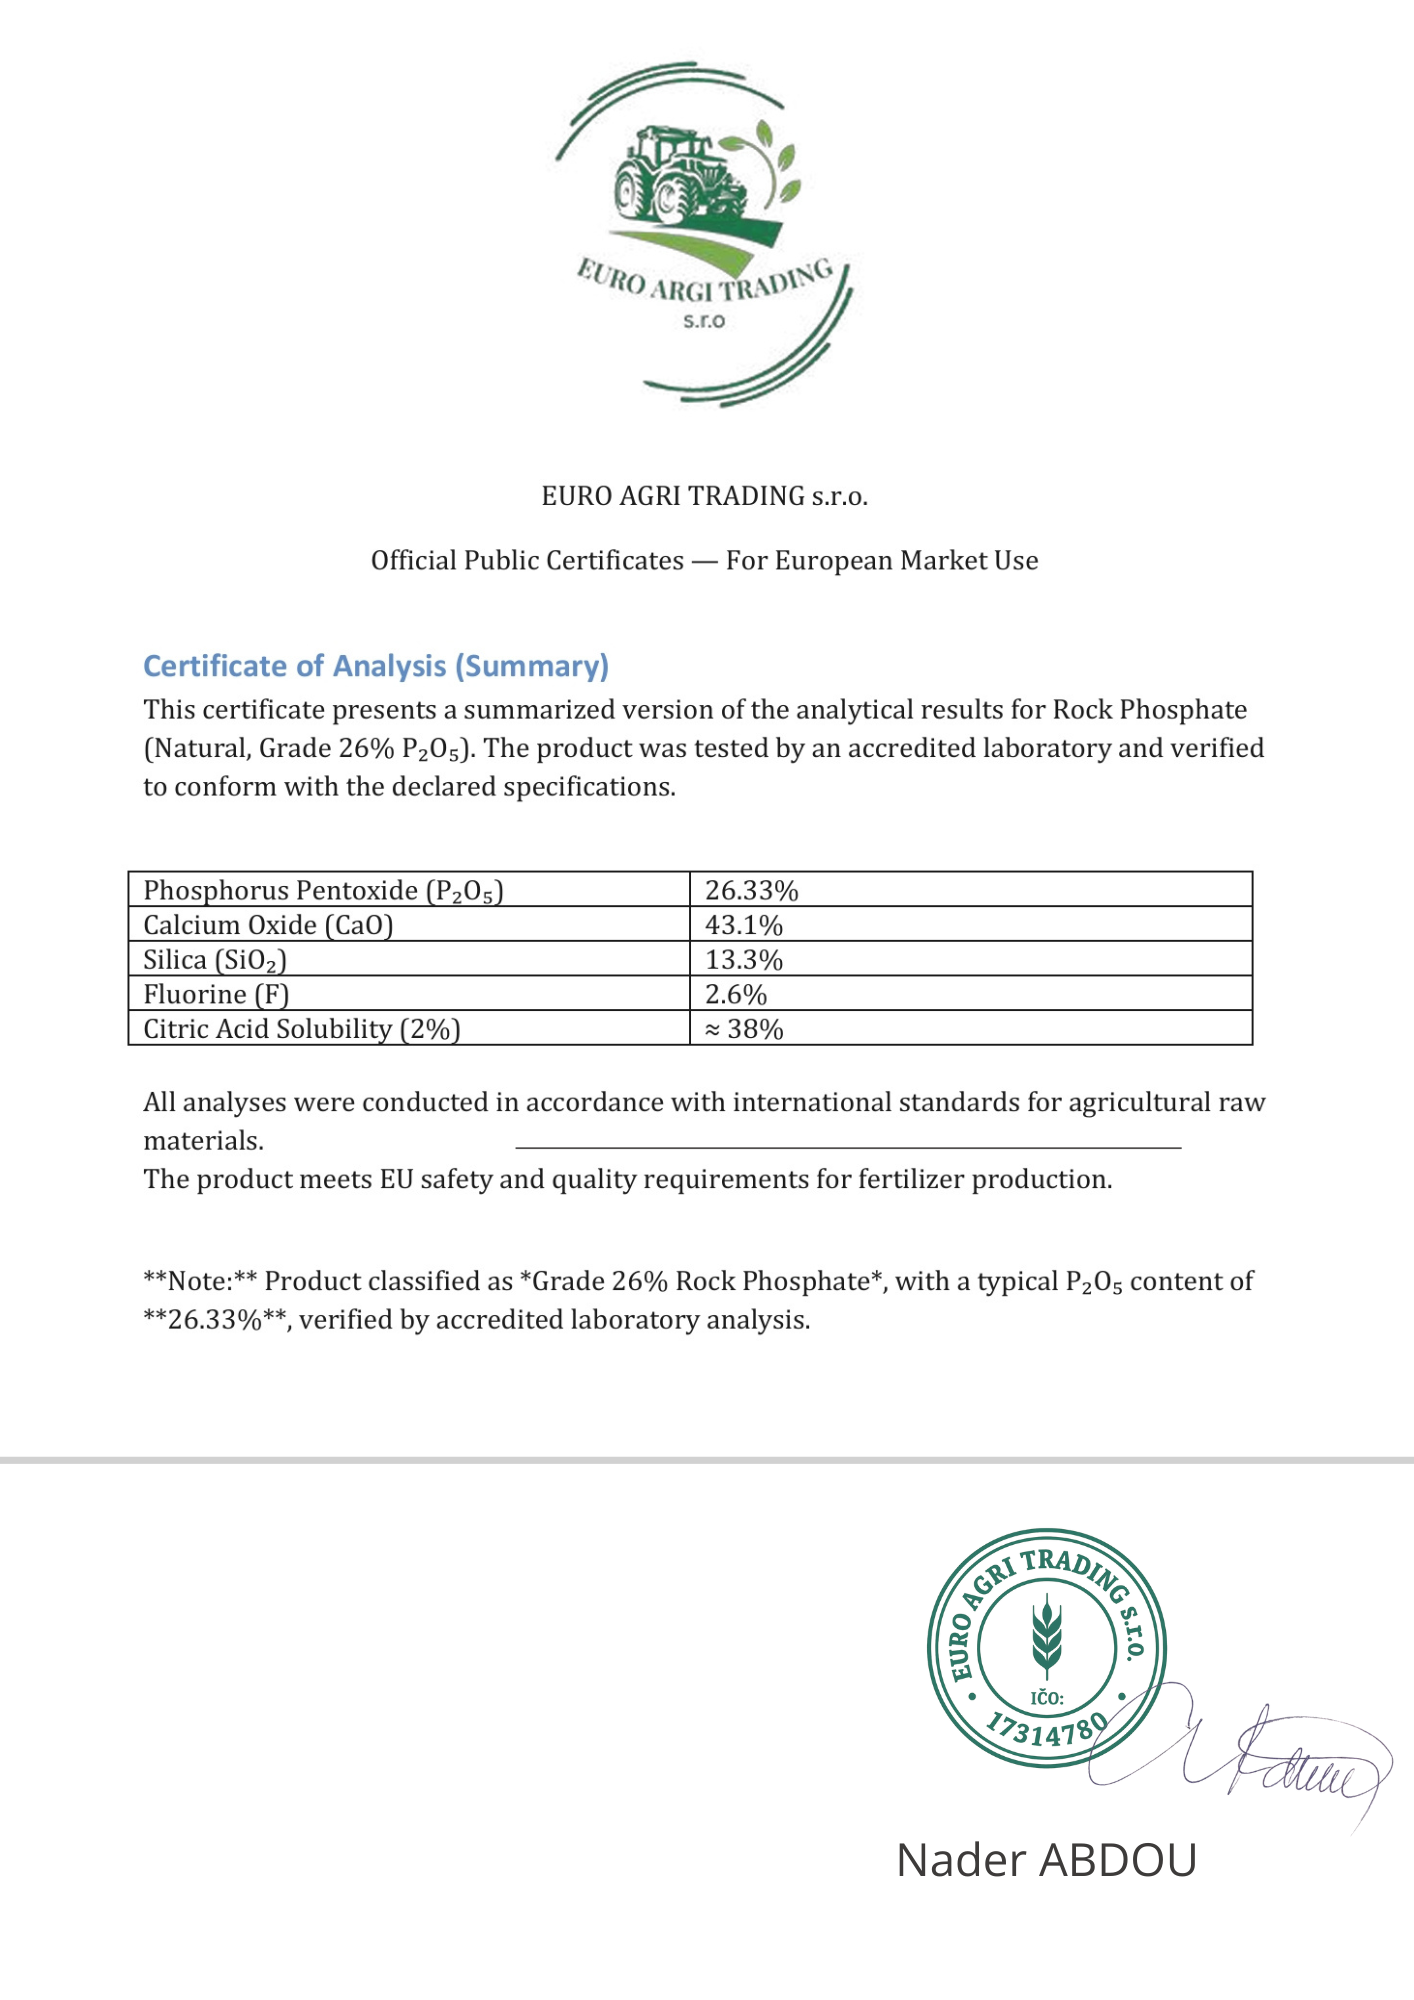 EURO ARGI TRADING
s.r.o
EURO AGRI TRADING s.r.o.
Official Public Certificates — For European Market Use
Certificate of Analysis (Summary)
This certificate presents a summarized version of the analytical results for Rock Phosphate
(Natural, Grade 26% P₂O₅). The product was tested by an accredited laboratory and verified
to conform with the declared specifications.
Phosphorus Pentoxide (P₂O₅) 26.33%
Calcium Oxide (CaO) 43.1%
Silica (SiO₂) 13.3%
Fluorine (F) 2.6%
Citric Acid Solubility (2%) ≈ 38%
All analyses were conducted in accordance with international standards for agricultural raw
materials.
The product meets EU safety and quality requirements for fertilizer production.
**Note:** Product classified as *Grade 26% Rock Phosphate*, with a typical P₂O₅ content of
**26.33%**, verified by accredited laboratory analysis.
EURO AGRI TRADING s.r.o.
IČO:
17314780
Nader ABDOU